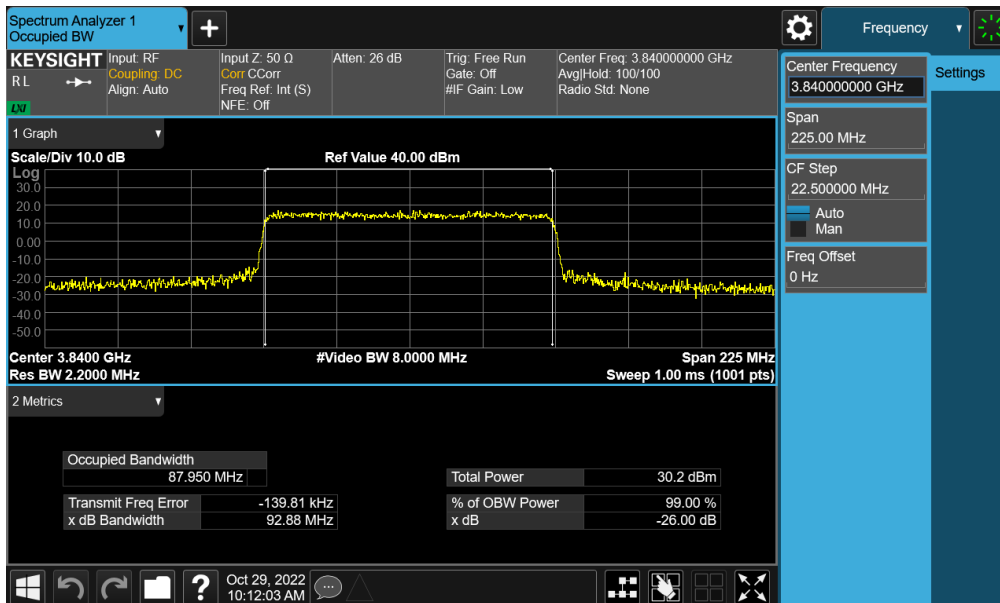 Spectrum Analyzer 1
Occupied BW
Frequency
KEYSIGHT
R L
LXI
Input: RF
Coupling: DC
Align: Auto
Input Z: 50 Ω
Corr CCorr
Freq Ref: Int (S)
NFE: Off
Atten: 26 dB
Trig: Free Run
Gate: Off
#IF Gain: Low
Center Freq: 3.840000000 GHz
Avg|Hold: 100/100
Radio Std: None
Center Frequency
3.840000000 GHz
Settings
Span
225.00 MHz
CF Step
22.500000 MHz
Auto
Man
Freq Offset
0 Hz
1 Graph
Scale/Div 10.0 dB
Ref Value 40.00 dBm
Log
30.0
20.0
10.0
0.00
-10.0
-20.0
-30.0
-40.0
-50.0
Center 3.8400 GHz
#Video BW 8.0000 MHz
Span 225 MHz
Res BW 2.2000 MHz
Sweep 1.00 ms (1001 pts)
2 Metrics
Occupied Bandwidth
87.950 MHz
Total Power 30.2 dBm
Transmit Freq Error -139.81 kHz
% of OBW Power 99.00 %
x dB Bandwidth 92.88 MHz
x dB -26.00 dB
Oct 29, 2022
10:12:03 AM